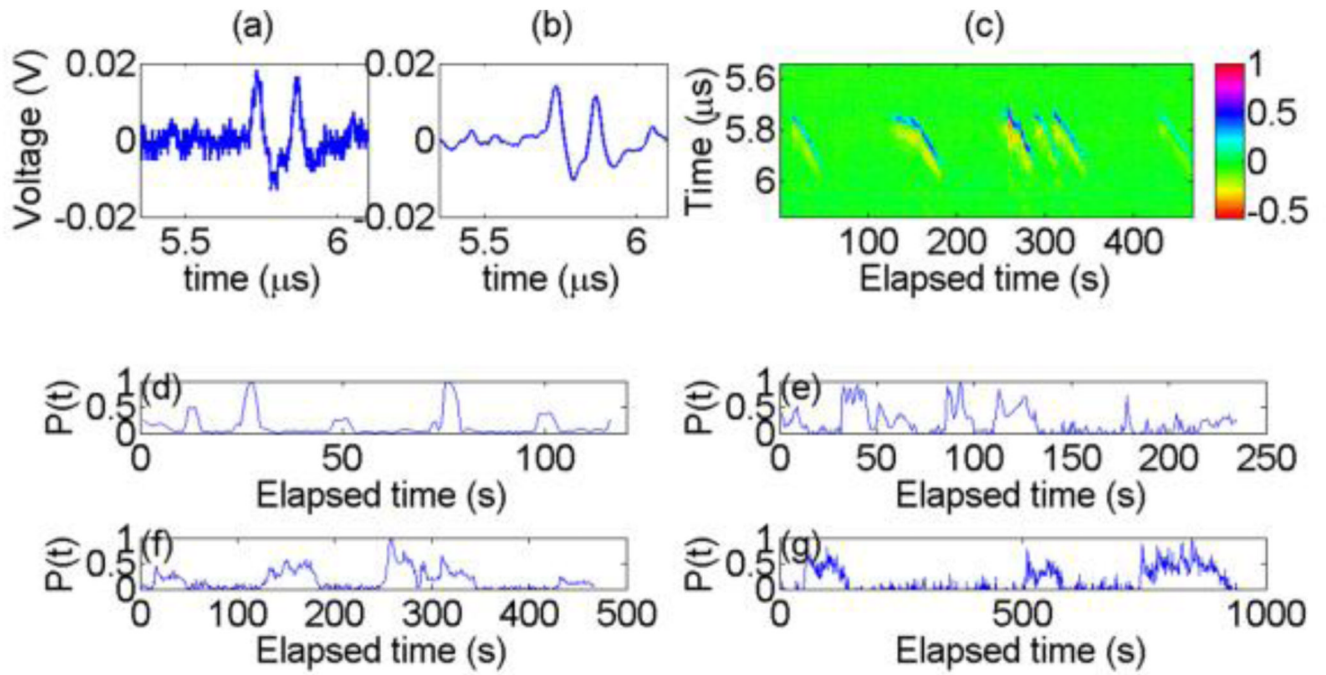 (a) (b) (c)
Voltage (V) 0.02 0 -0.02 5.5 6 time (μs)
0.02 0 -0.02 5.5 6 time (μs)
Time (μs) 5.6 5.8 6 100 200 300 400 Elapsed time (s) 1 0.5 0 -0.5
P(t) 1 0.5 0 (d) 0 50 100 Elapsed time (s)
P(t) 1 0.5 0 (e) 0 50 100 150 200 250 Elapsed time (s)
P(t) 1 0.5 0 (f) 0 100 200 300 400 500 Elapsed time (s)
P(t) 1 0.5 0 (g) 0 500 1000 Elapsed time (s)